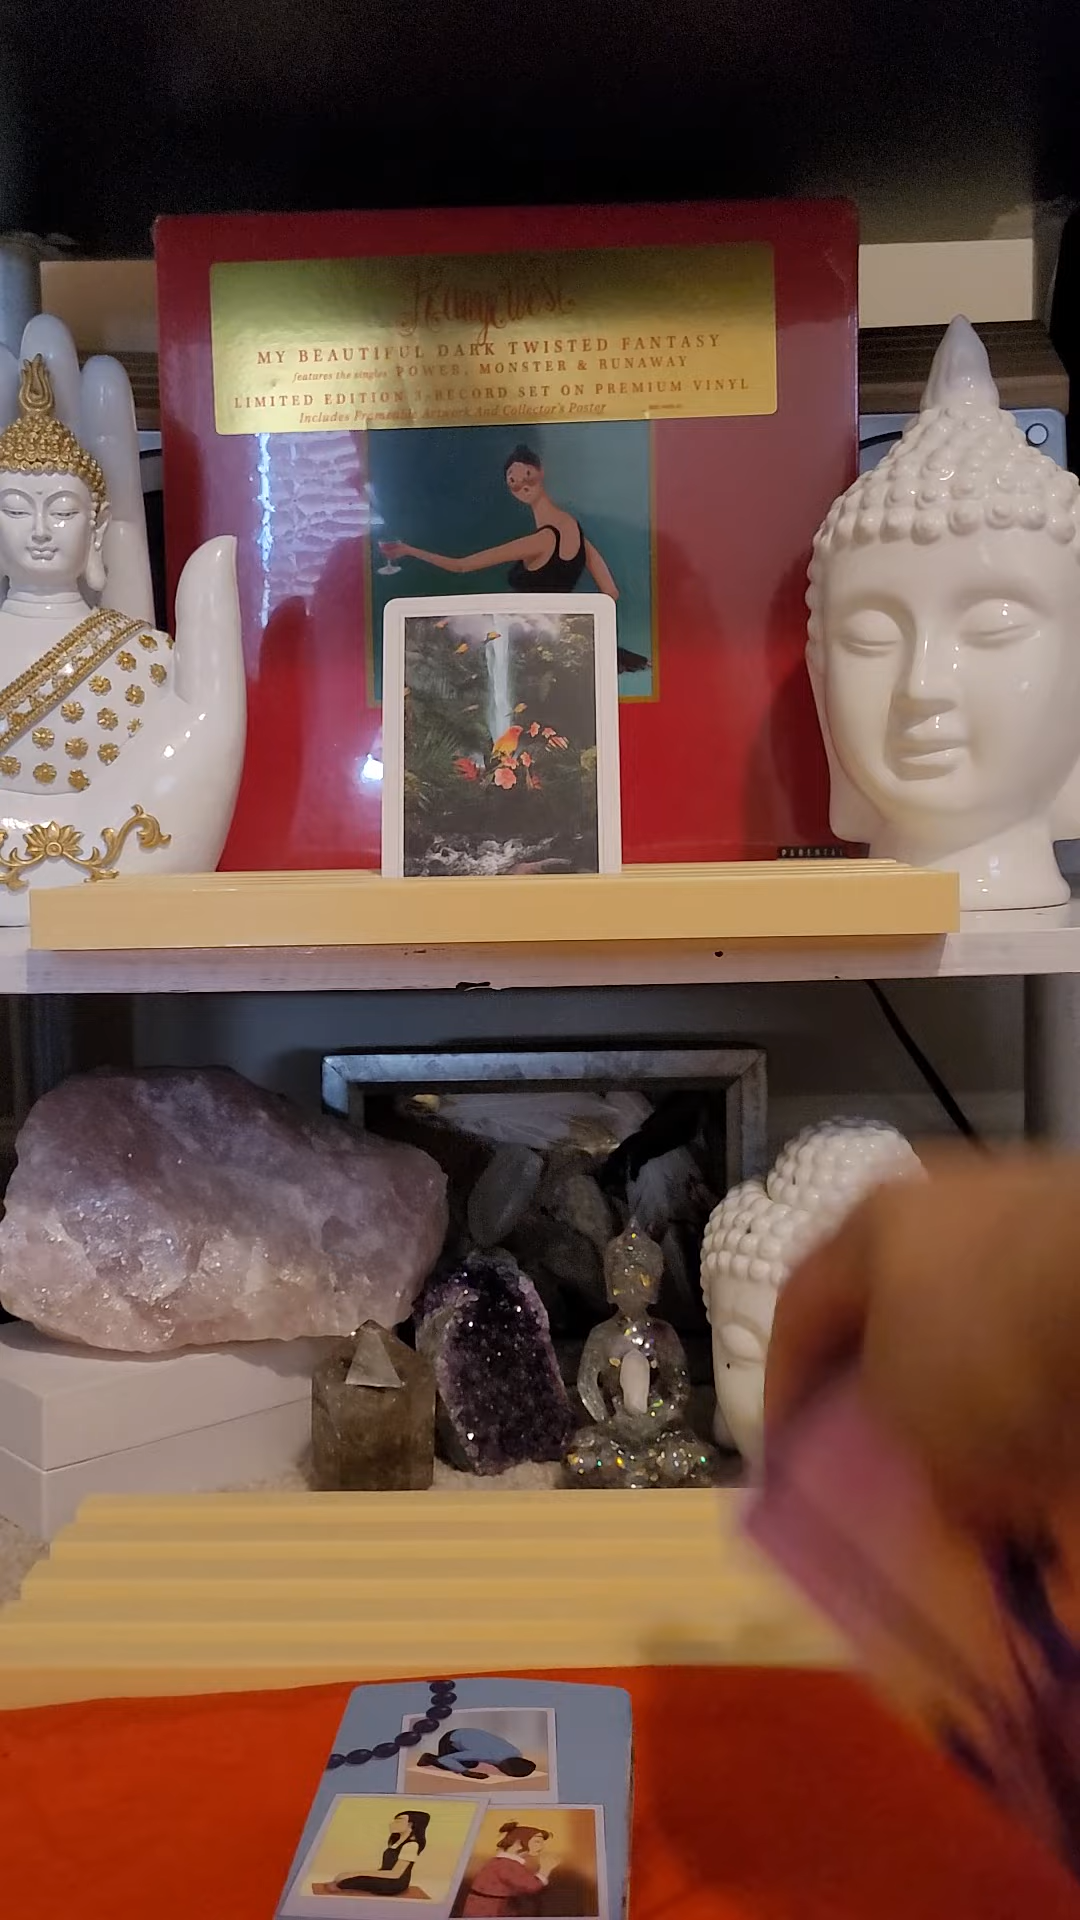 Kanye West
MY BEAUTIFUL DARK TWISTED FANTASY
features the singles POWER, MONSTER & RUNAWAY
LIMITED EDITION 3-RECORD SET ON PREMIUM VINYL
Includes Frameable Artwork And Collector's Poster
PARENTAL